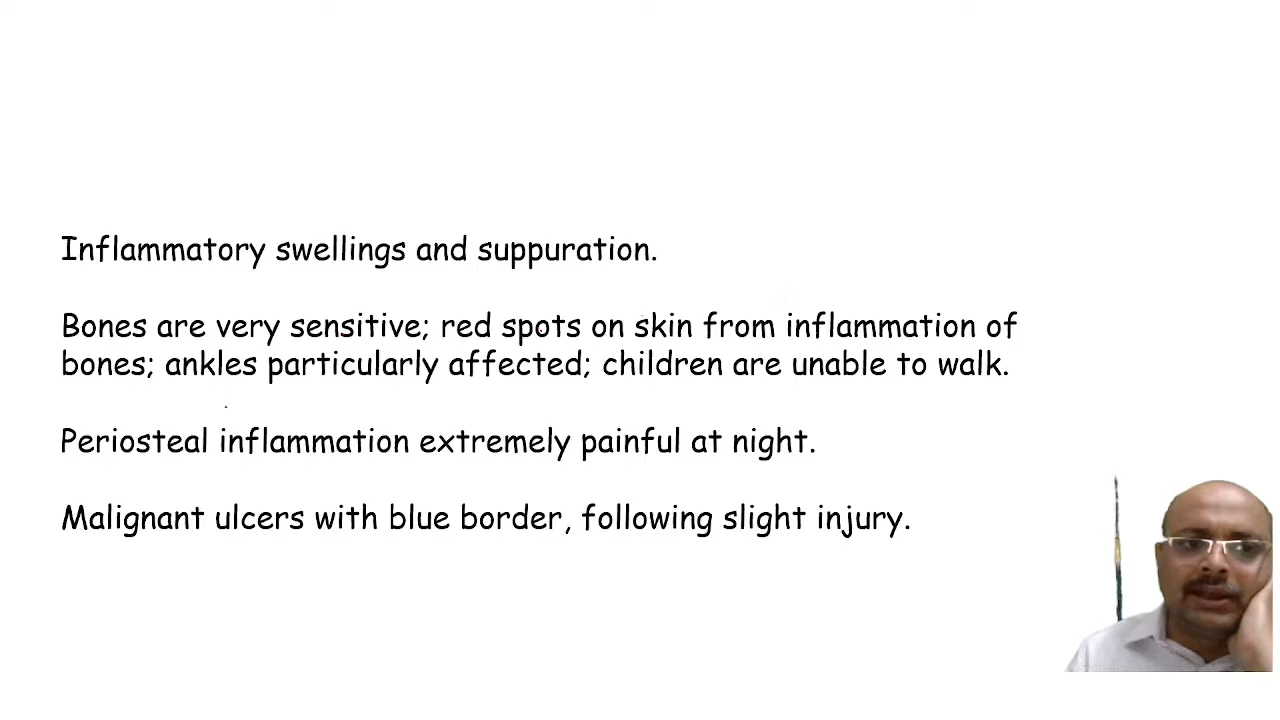 Inflammatory swellings and suppuration.
Bones are very sensitive; red spots on skin from inflammation of
bones; ankles particularly affected; children are unable to walk.
Periosteal inflammation extremely painful at night.
Malignant ulcers with blue border, following slight injury.